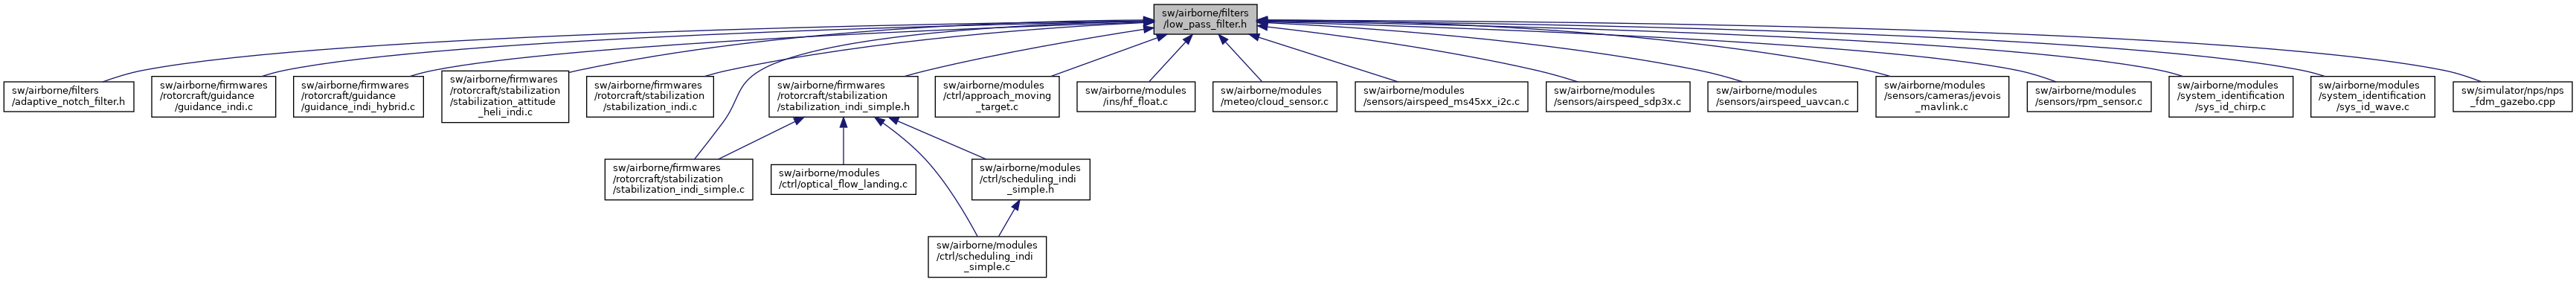 sw/airborne/filters
/low_pass_filter.h
sw/airborne/filters
/adaptive_notch_filter.h
sw/airborne/firmwares
/rotorcraft/guidance
/guidance_indi.c
sw/airborne/firmwares
/rotorcraft/guidance
/guidance_indi_hybrid.c
sw/airborne/firmwares
/rotorcraft/stabilization
/stabilization_attitude
_heli_indi.c
sw/airborne/firmwares
/rotorcraft/stabilization
/stabilization_indi.c
sw/airborne/firmwares
/rotorcraft/stabilization
/stabilization_indi_simple.h
sw/airborne/modules
/ctrl/approach_moving
_target.c
sw/airborne/modules
/ins/hf_float.c
sw/airborne/modules
/meteo/cloud_sensor.c
sw/airborne/modules
/sensors/airspeed_ms45xx_i2c.c
sw/airborne/modules
/sensors/airspeed_sdp3x.c
sw/airborne/modules
/sensors/airspeed_uavcan.c
sw/airborne/modules
/sensors/cameras/jevois
_mavlink.c
sw/airborne/modules
/sensors/rpm_sensor.c
sw/airborne/modules
/system_identification
/sys_id_chirp.c
sw/airborne/modules
/system_identification
/sys_id_wave.c
sw/simulator/nps/nps
_fdm_gazebo.cpp
sw/airborne/firmwares
/rotorcraft/stabilization
/stabilization_indi_simple.c
sw/airborne/modules
/ctrl/optical_flow_landing.c
sw/airborne/modules
/ctrl/scheduling_indi
_simple.h
sw/airborne/modules
/ctrl/scheduling_indi
_simple.c